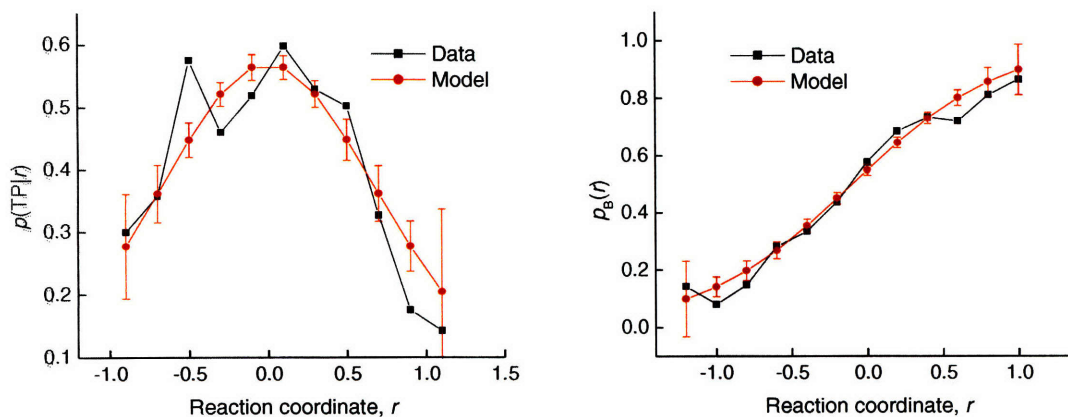 p(TP|r)
0.6
0.5
0.4
0.3
0.2
0.1
Data
Model
-1.0 -0.5 0.0 0.5 1.0 1.5
Reaction coordinate, r
pB(r)
1.0
0.8
0.6
0.4
0.2
0.0
Data
Model
-1.0 -0.5 0.0 0.5 1.0
Reaction coordinate, r